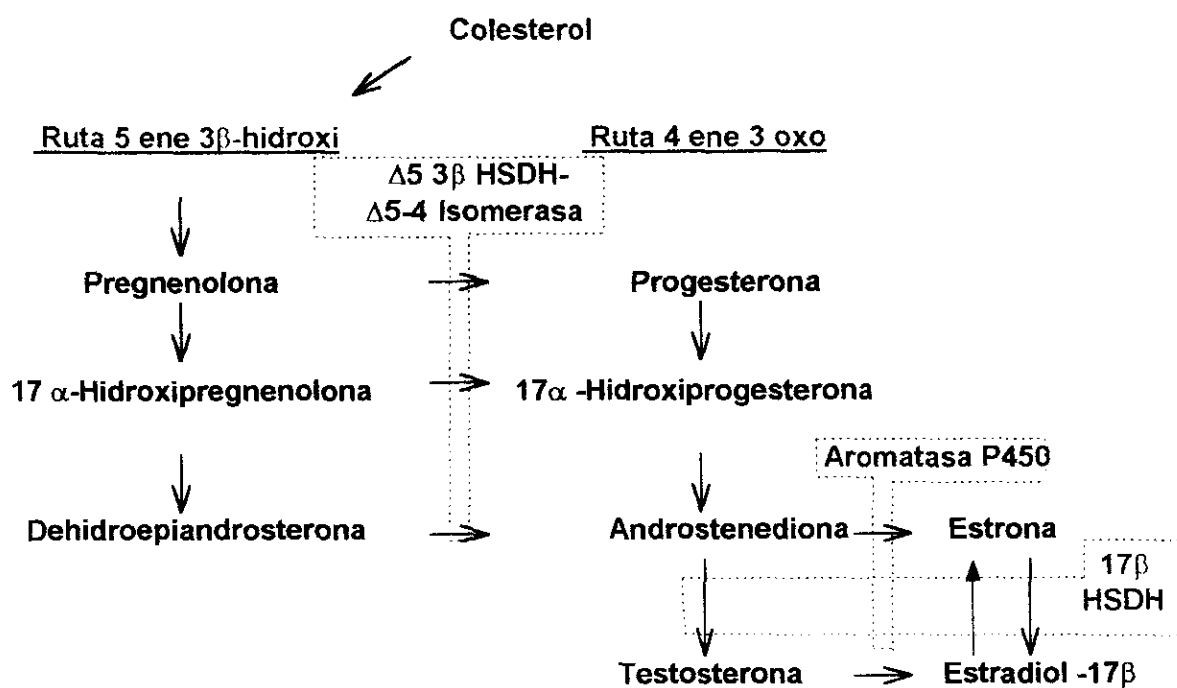 Colesterol
Ruta 5 ene 3β-hidroxi
Ruta 4 ene 3 oxo
Δ5 3β HSDH-
Δ5-4 Isomerasa
Pregnenolona
Progesterona
17 α-Hidroxipregnenolona
17α -Hidroxiprogesterona
Aromatasa P450
Dehidroepiandrosterona
Androstenediona
Estrona
17β
HSDH
Testosterona
Estradiol -17β